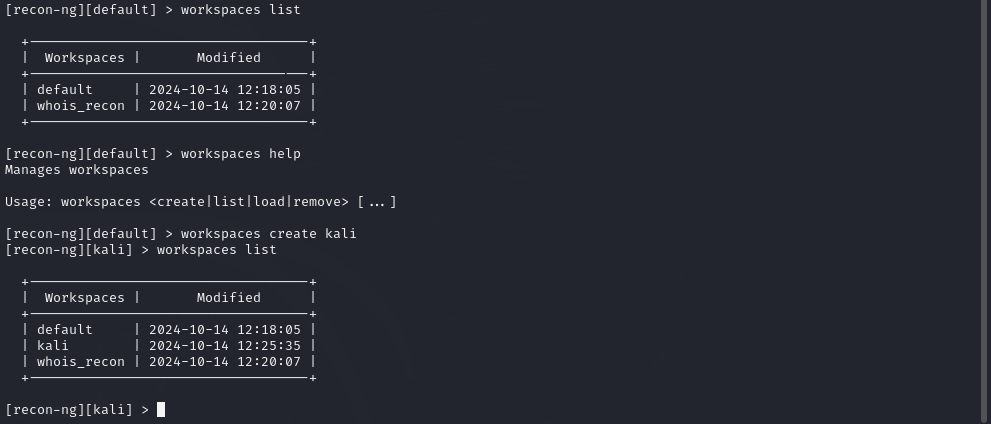 [recon-ng][default] > workspaces list
+----------------------------------+
|  Workspaces |       Modified      |
+----------------------------------+
| default     | 2024-10-14 12:18:05 |
| whois_recon | 2024-10-14 12:20:07 |
+----------------------------------+
[recon-ng][default] > workspaces help
Manages workspaces
Usage: workspaces <create|list|load|remove> [...]
[recon-ng][default] > workspaces create kali
[recon-ng][kali] > workspaces list
+----------------------------------+
|  Workspaces |       Modified      |
+----------------------------------+
| default     | 2024-10-14 12:18:05 |
| kali        | 2024-10-14 12:25:35 |
| whois_recon | 2024-10-14 12:20:07 |
+----------------------------------+
[recon-ng][kali] >